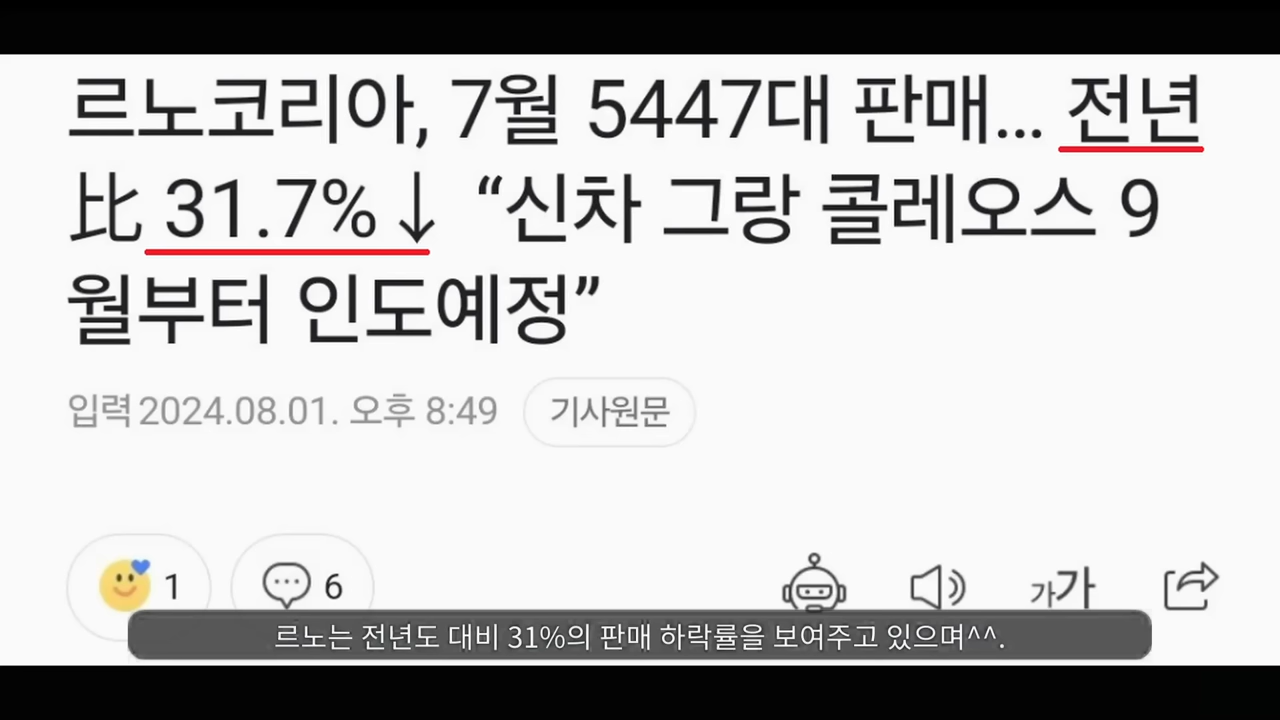 르노코리아, 7월 5447대 판매... 전년
比 31.7%↓ “신차 그랑 콜레오스 9
월부터 인도예정”
입력 2024.08.01. 오후 8:49 기사원문
1 6 가가
르노는 전년도 대비 31%의 판매 하락률을 보여주고 있으며^^.